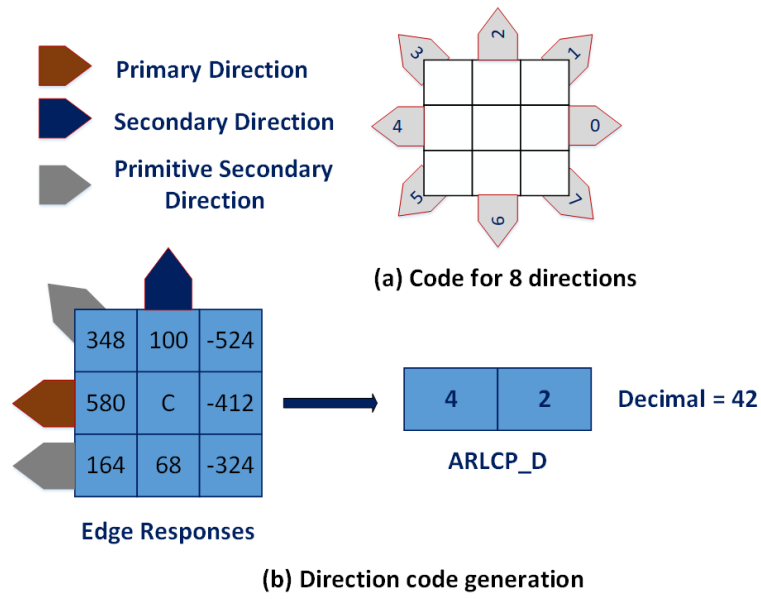 Primary Direction
Secondary Direction
Primitive Secondary
Direction
3 2 1
4 0
5 6 7
(a) Code for 8 directions
348 100 -524
580 C -412
164 68 -324
Edge Responses
4 2 Decimal = 42
ARLCP_D
(b) Direction code generation